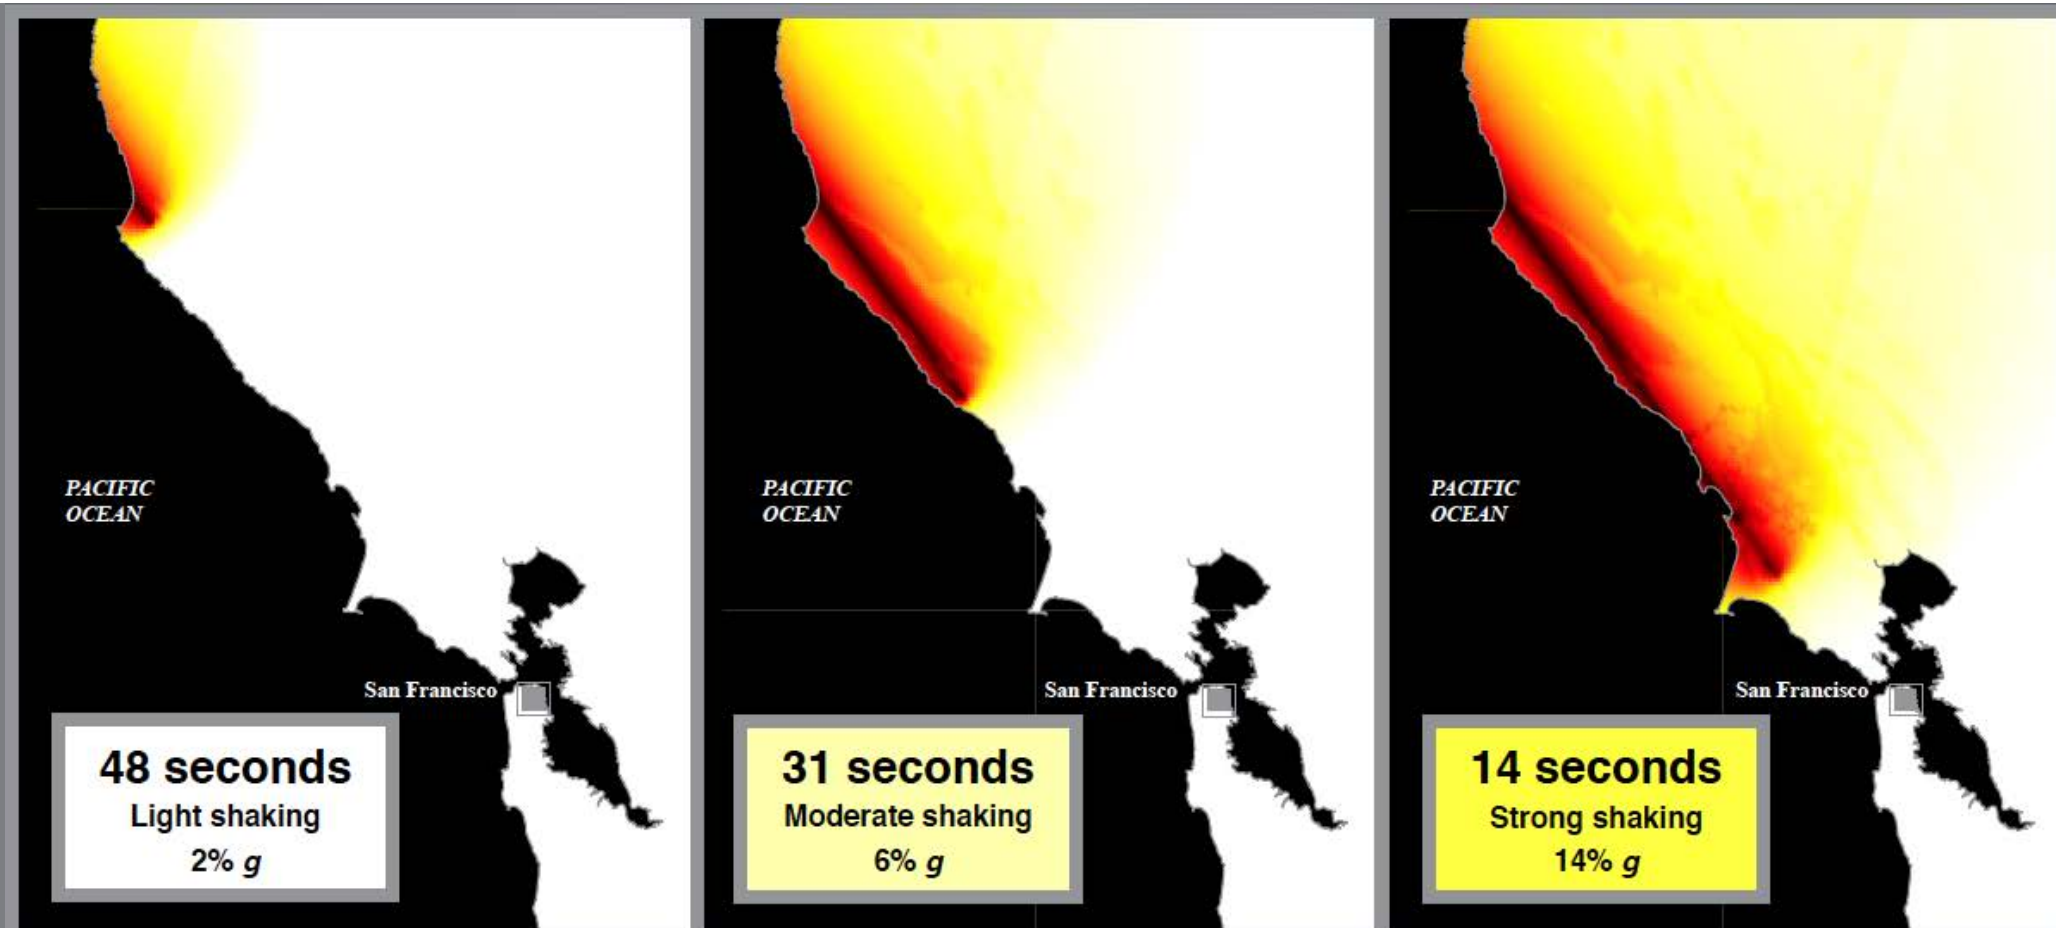 PACIFIC
OCEAN
San Francisco
48 seconds
Light shaking
2% g
PACIFIC
OCEAN
San Francisco
31 seconds
Moderate shaking
6% g
PACIFIC
OCEAN
San Francisco
14 seconds
Strong shaking
14% g